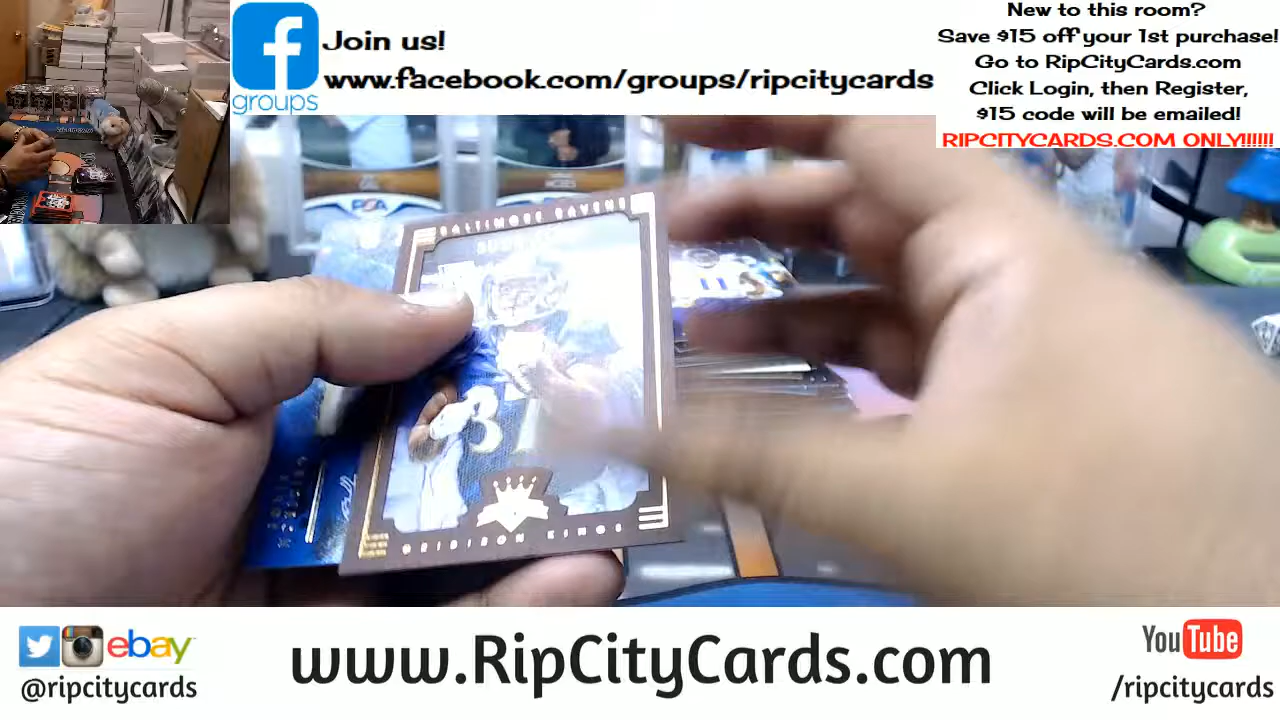 Join us!
www.facebook.com/groups/ripcitycards
groups
New to this room?
Save $15 off your 1st purchase!
Go to RipCityCards.com
Click Login, then Register,
$15 code will be emailed!
RIPCITYCARDS.COM ONLY!!!!!!
PSA
BALTIMORE RAVENS
37
GRIDIRON KINGS
ebay
@ripcitycards
www.RipCityCards.com
YouTube
/ripcitycards